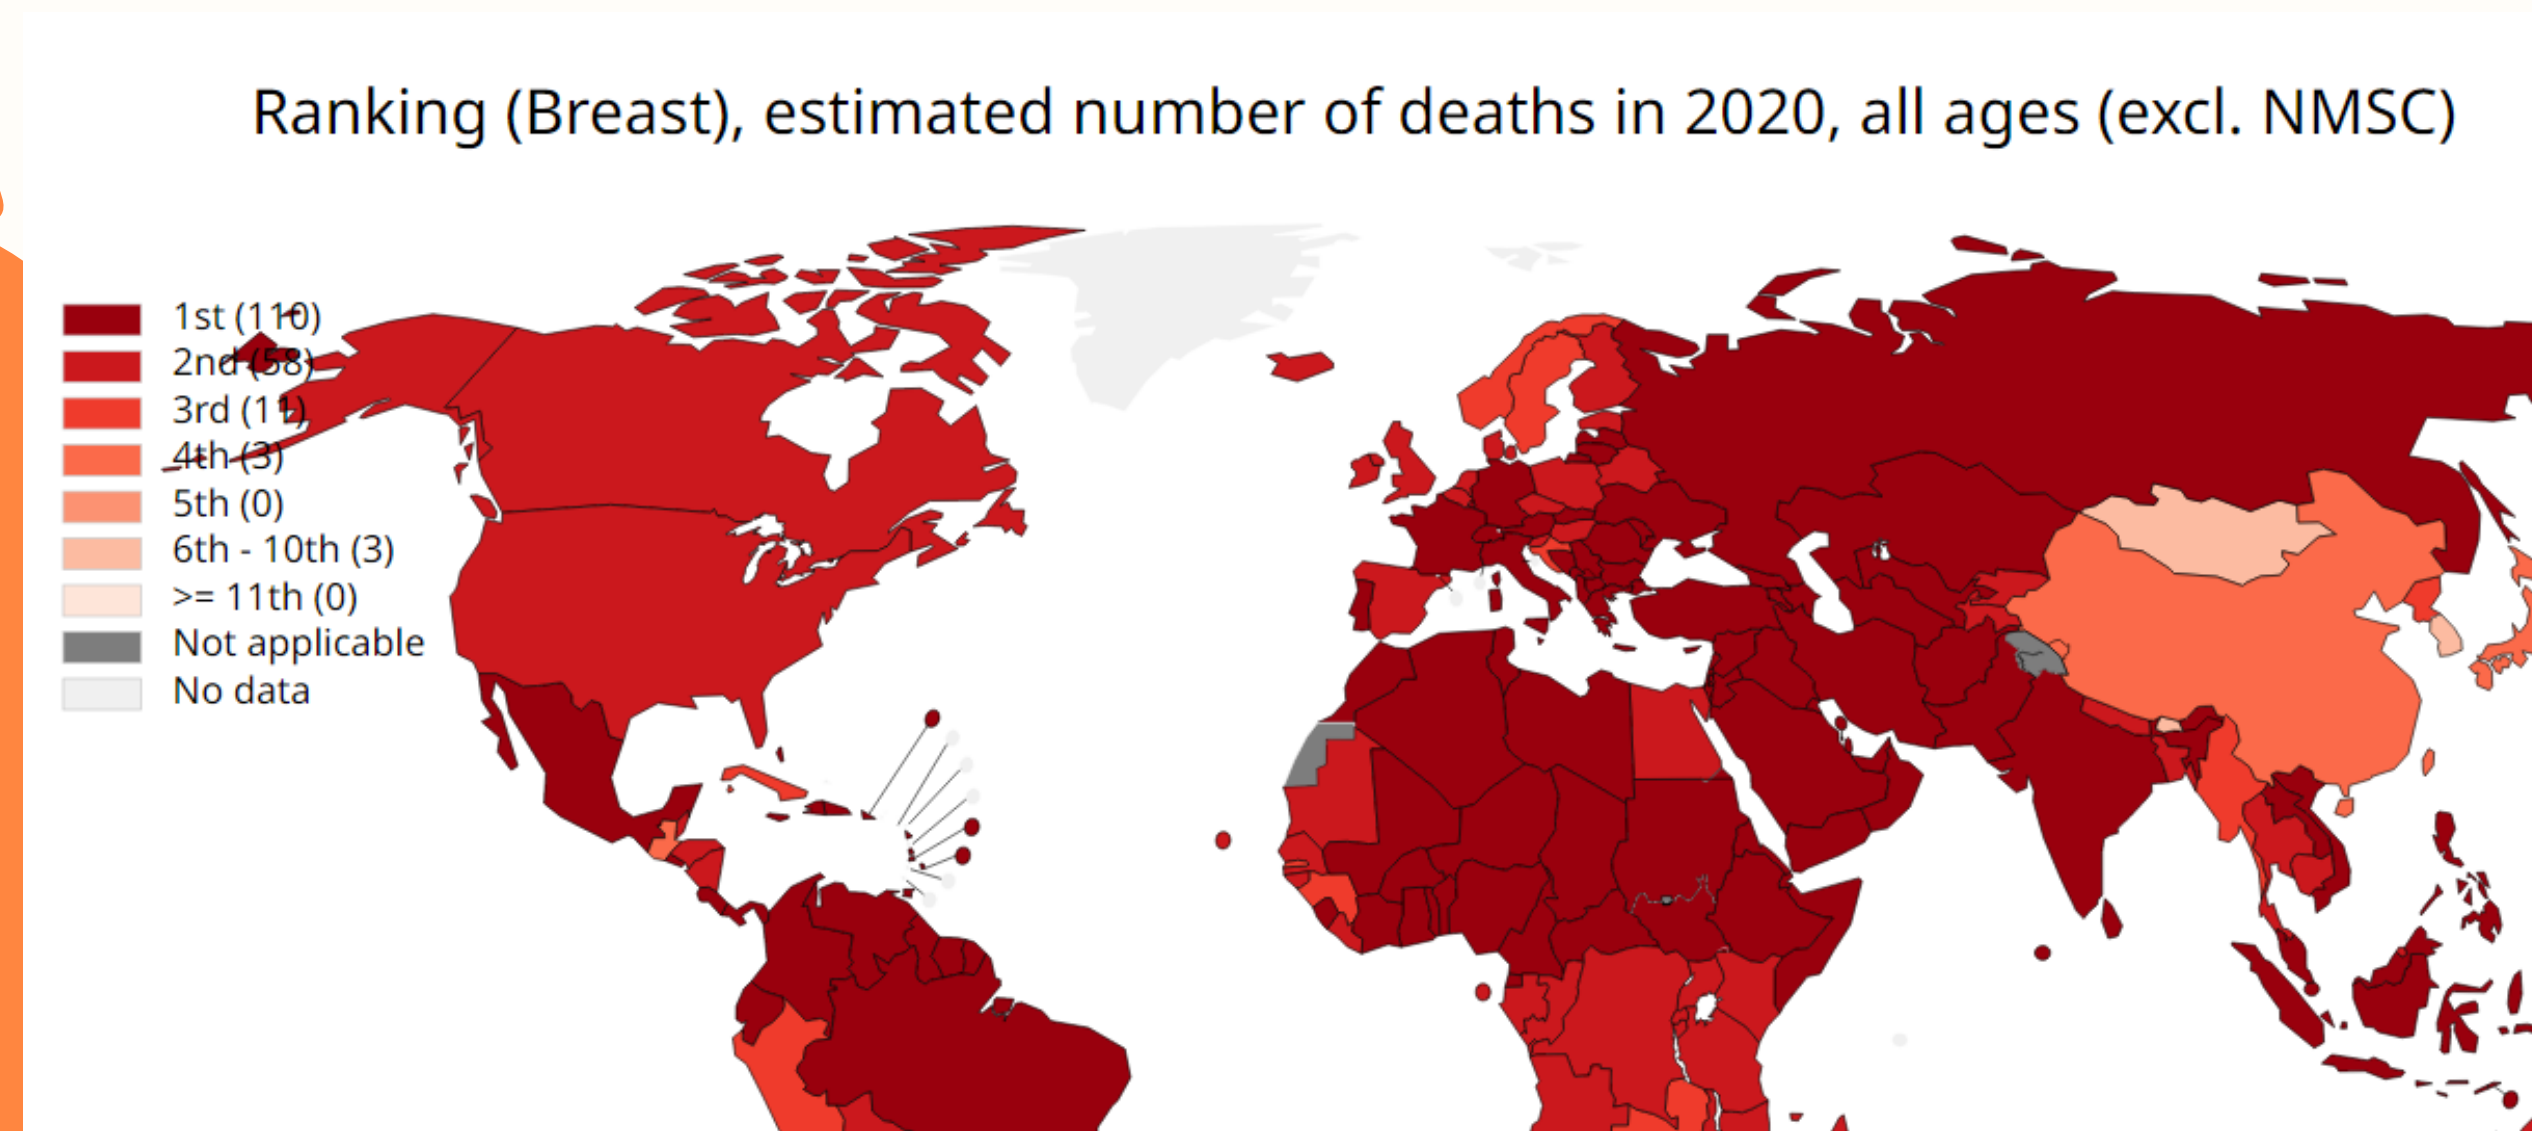 Ranking (Breast), estimated number of deaths in 2020, all ages (excl. NMSC)
1st (110)
2nd (58)
3rd (11)
4th (3)
5th (0)
6th - 10th (3)
>= 11th (0)
Not applicable
No data